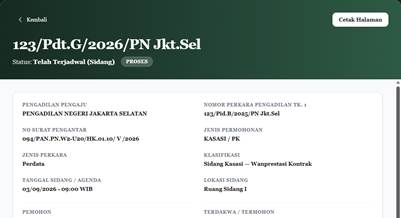 Kembali
Cetak Halaman
123/Pdt.G/2026/PN Jkt.Sel
Status: Telah Terjadwal (Sidang) PROSES
PENGADILAN PENGAJU
NOMOR PERKARA PENGADILAN TK. 1
PENGADILAN NEGERI JAKARTA SELATAN
123/Pid.B/2025/PN Jkt.Sel
NO SURAT PENGANTAR
JENIS PERMOHONAN
094/PAN.PN.W2-U20/HK.01.10/ V /2026
KASASI / PK
JENIS PERKARA
KLASIFIKASI
Perdata
Sidang Kasasi — Wanprestasi Kontrak
TANGGAL SIDANG / AGENDA
LOKASI SIDANG
03/09/2026 - 09:00 WIB
Ruang Sidang I
PEMOHON
TERDAKWA / TERMOHON